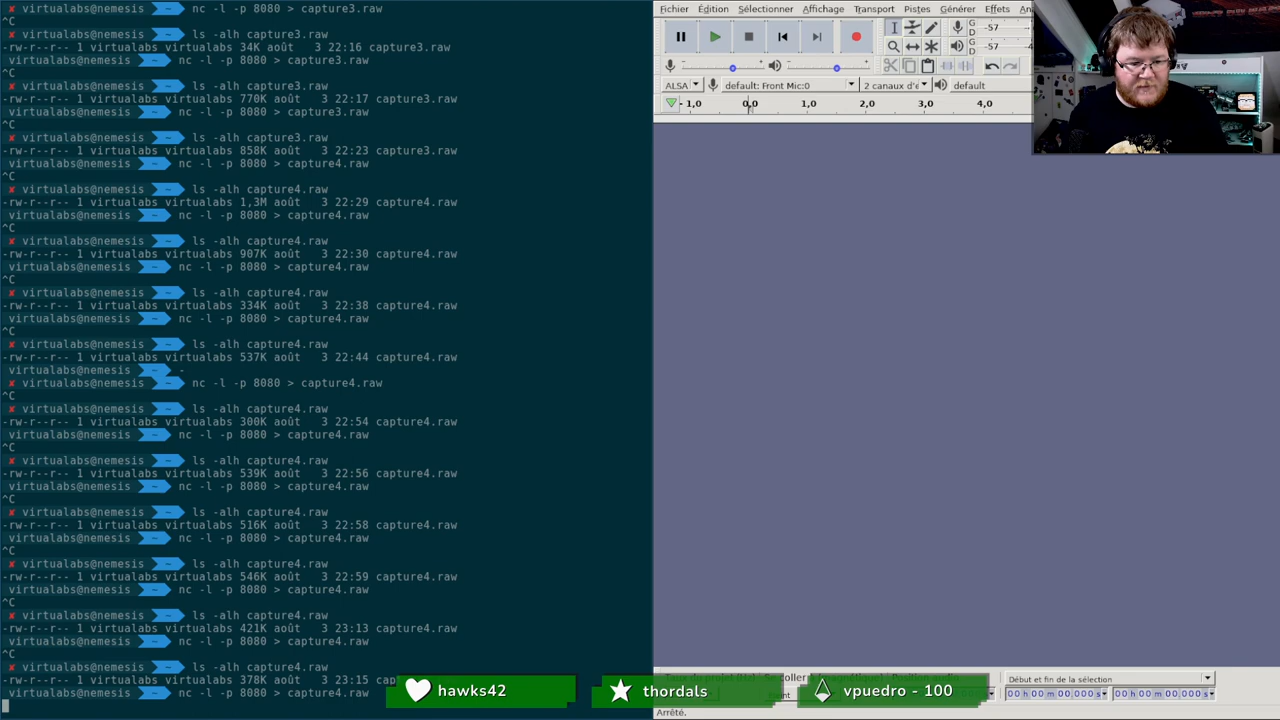 ✘ virtualabs@nemesis ~ nc -l -p 8080 > capture3.raw
^C
✘ virtualabs@nemesis ~ ls -alh capture3.raw
-rw-r--r-- 1 virtualabs virtualabs 34K août 3 22:16 capture3.raw
virtualabs@nemesis ~ nc -l -p 8080 > capture3.raw
^C
✘ virtualabs@nemesis ~ ls -alh capture3.raw
-rw-r--r-- 1 virtualabs virtualabs 770K août 3 22:17 capture3.raw
virtualabs@nemesis ~ nc -l -p 8080 > capture3.raw
^C
✘ virtualabs@nemesis ~ ls -alh capture3.raw
-rw-r--r-- 1 virtualabs virtualabs 858K août 3 22:23 capture3.raw
virtualabs@nemesis ~ nc -l -p 8080 > capture4.raw
^C
✘ virtualabs@nemesis ~ ls -alh capture4.raw
-rw-r--r-- 1 virtualabs virtualabs 1,3M août 3 22:29 capture4.raw
virtualabs@nemesis ~ nc -l -p 8080 > capture4.raw
^C
✘ virtualabs@nemesis ~ ls -alh capture4.raw
-rw-r--r-- 1 virtualabs virtualabs 907K août 3 22:30 capture4.raw
virtualabs@nemesis ~ nc -l -p 8080 > capture4.raw
^C
✘ virtualabs@nemesis ~ ls -alh capture4.raw
-rw-r--r-- 1 virtualabs virtualabs 334K août 3 22:38 capture4.raw
virtualabs@nemesis ~ nc -l -p 8080 > capture4.raw
^C
✘ virtualabs@nemesis ~ ls -alh capture4.raw
-rw-r--r-- 1 virtualabs virtualabs 537K août 3 22:44 capture4.raw
virtualabs@nemesis ~ -
✘ virtualabs@nemesis ~ nc -l -p 8080 > capture4.raw
^C
✘ virtualabs@nemesis ~ ls -alh capture4.raw
-rw-r--r-- 1 virtualabs virtualabs 300K août 3 22:54 capture4.raw
virtualabs@nemesis ~ nc -l -p 8080 > capture4.raw
^C
✘ virtualabs@nemesis ~ ls -alh capture4.raw
-rw-r--r-- 1 virtualabs virtualabs 539K août 3 22:56 capture4.raw
virtualabs@nemesis ~ nc -l -p 8080 > capture4.raw
^C
✘ virtualabs@nemesis ~ ls -alh capture4.raw
-rw-r--r-- 1 virtualabs virtualabs 516K août 3 22:58 capture4.raw
virtualabs@nemesis ~ nc -l -p 8080 > capture4.raw
^C
✘ virtualabs@nemesis ~ ls -alh capture4.raw
-rw-r--r-- 1 virtualabs virtualabs 546K août 3 22:59 capture4.raw
virtualabs@nemesis ~ nc -l -p 8080 > capture4.raw
^C
✘ virtualabs@nemesis ~ ls -alh capture4.raw
-rw-r--r-- 1 virtualabs virtualabs 421K août 3 23:13 capture4.raw
virtualabs@nemesis ~ nc -l -p 8080 > capture4.raw
^C
✘ virtualabs@nemesis ~ ls -alh capture4.raw
-rw-r--r-- 1 virtualabs virtualabs 378K août 3 23:15 cap
virtualabs@nemesis ~ nc -l -p 8080 > capture4.raw
Fichier Édition Sélectionner Affichage Transport Pistes Générer Effets
G D -57
G D -57
ALSA default: Front Mic:0 2 canaux d'e default
- 1,0 0,0 1,0 2,0 3,0 4,0
Début et fin de la sélection
00 h 00 m 00,000 s 00 h 00 m 00,000 s
Arrêté.
hawks42
thordals
vpuedro - 100